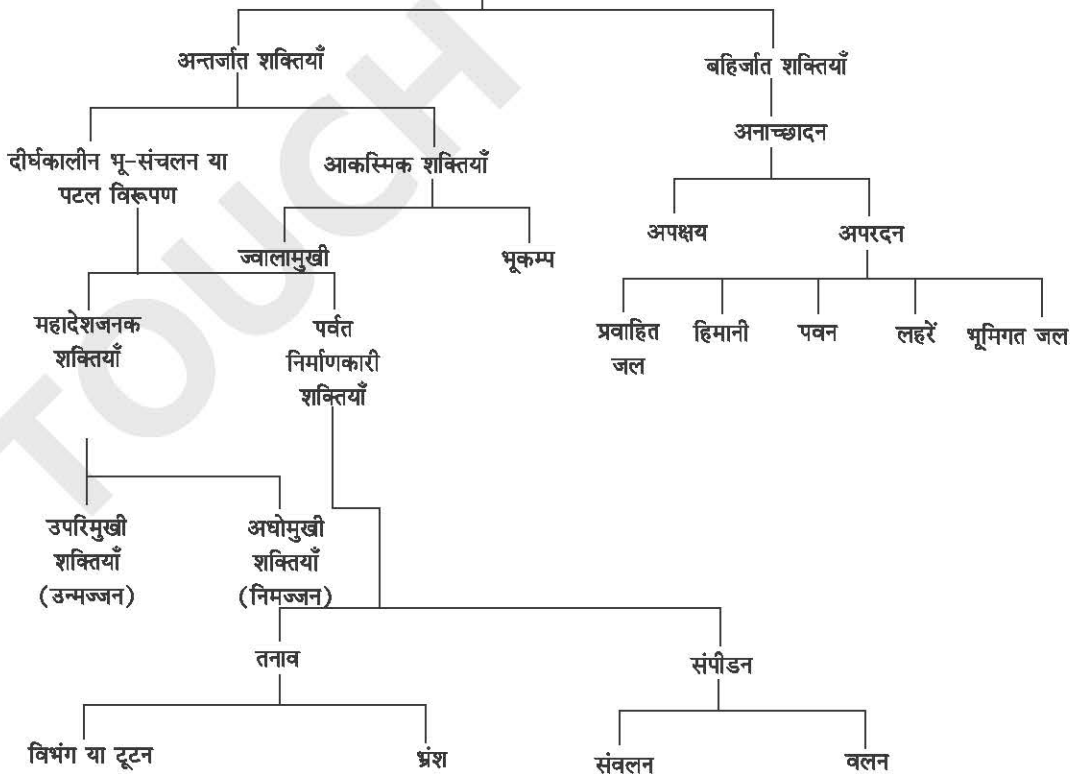 अन्तर्जात शक्तियाँ
बहिर्जात शक्तियाँ
अनाच्छादन
दीर्घकालीन भू-संचलन या
पटल विरूपण
आकस्मिक शक्तियाँ
अपक्षय
अपरदन
ज्वालामुखी
भूकम्प
महादेशजनक
शक्तियाँ
पर्वत
निर्माणकारी
शक्तियाँ
प्रवाहित
जल
हिमानी
पवन
लहरें
भूमिगत जल
उपरिमुखी
शक्तियाँ
(उन्मज्जन)
अघोमुखी
शक्तियाँ
(निमज्जन)
तनाव
संपीडन
विभंग या टूटन
भ्रंश
संवलन
वलन
TOUCH